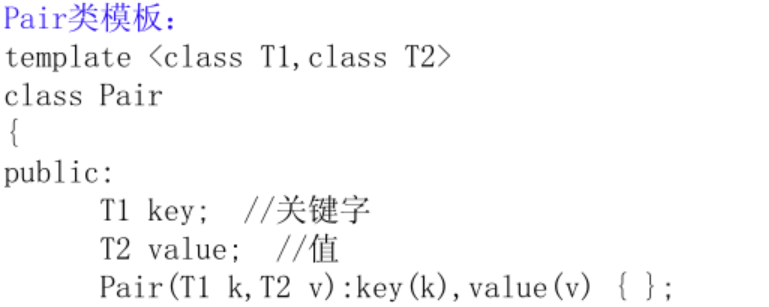 Pair类模板:
template <class T1,class T2>
class Pair
{
public:
T1 key; //关键字
T2 value; //值
Pair(T1 k,T2 v):key(k),value(v) { };